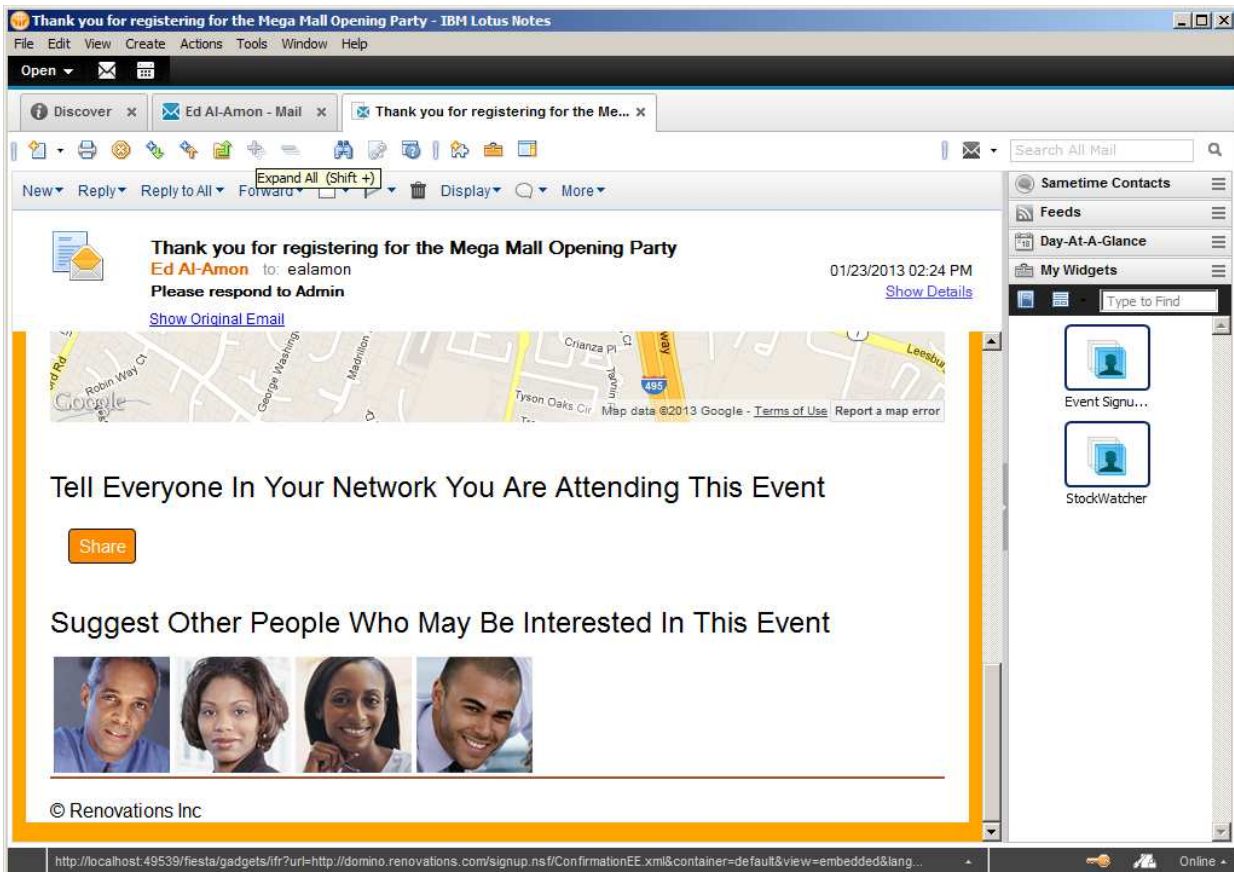 Thank you for registering for the Mega Mall Opening Party - IBM Lotus Notes
File Edit View Create Actions Tools Window Help
Open
Discover x Ed Al-Amon - Mail x Thank you for registering for the Me... x
Search All Mail
Expand All (Shift +)
New Reply Reply to All Forward Display More
Sametime Contacts
Feeds
Day-At-A-Glance
My Widgets
Type to Find
Event Signu...
StockWatcher
Thank you for registering for the Mega Mall Opening Party
Ed Al-Amon to: ealamon
01/23/2013 02:24 PM
Please respond to Admin
Show Details
Show Original Email
Robin Way Ct
George Washing
Madrillon
Crianza Pl
Ct
way
Leesbu
495
Tyson Oaks Cir
Google
Map data ©2013 Google - Terms of Use Report a map error
Tell Everyone In Your Network You Are Attending This Event
Share
Suggest Other People Who May Be Interested In This Event
© Renovations Inc
http://localhost:49539/fiesta/gadgets/ifr?url=http://domino.renovations.com/signup.nsf/ConfirmationEE.xml&container=default&view=embedded&lang...
Online